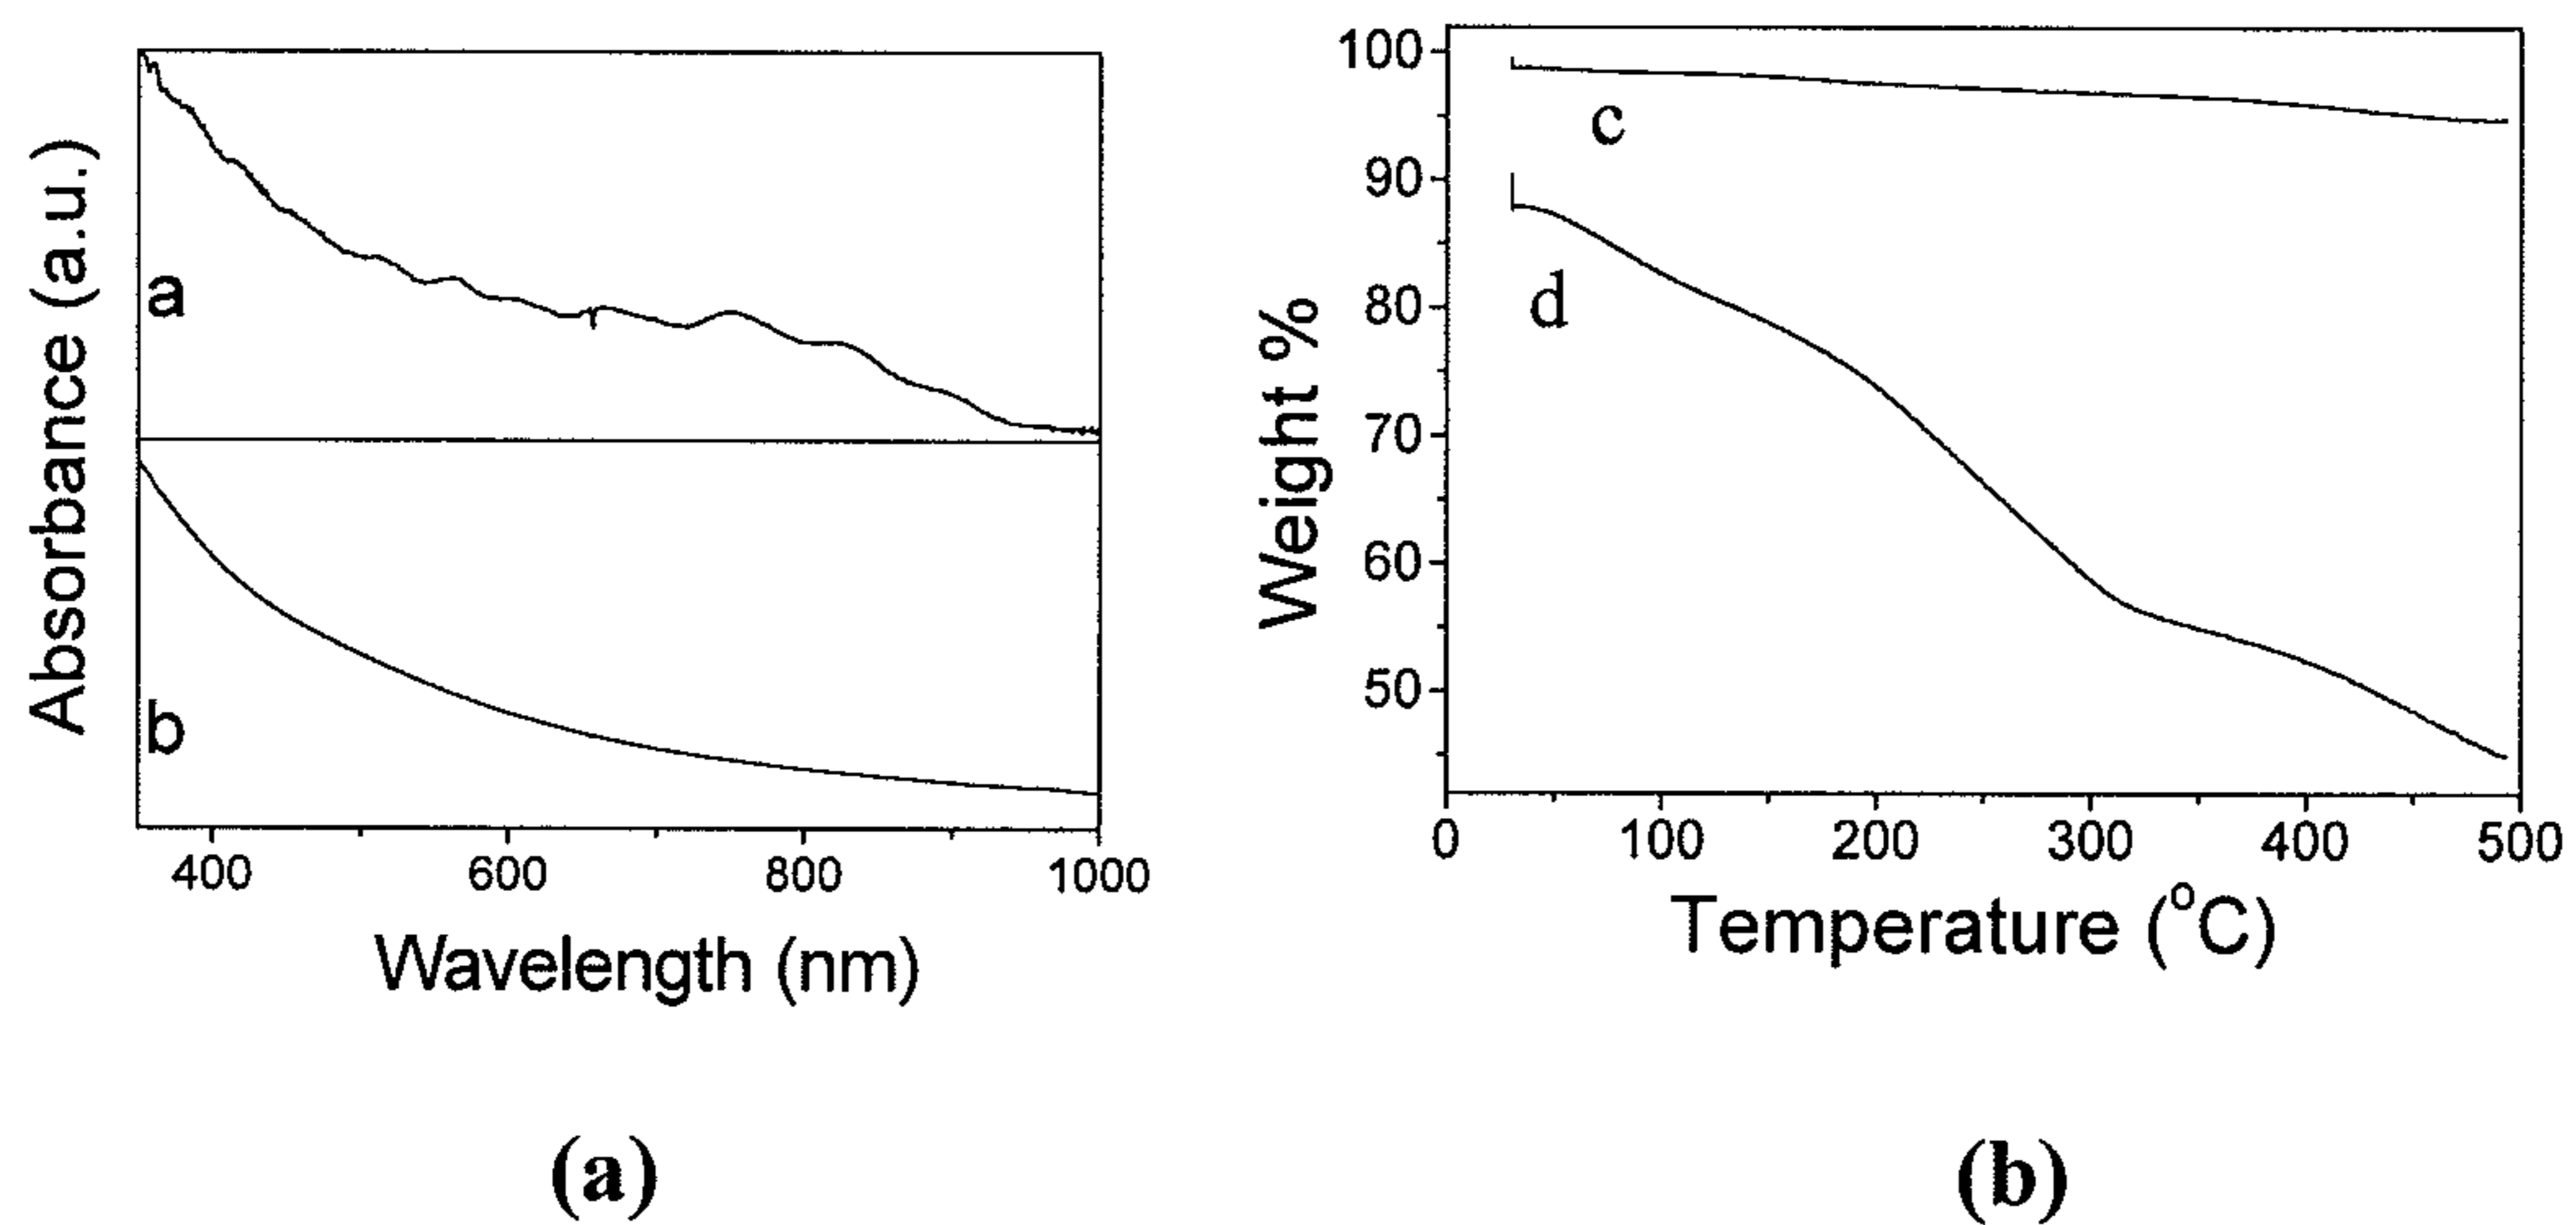 Absorbance (a.u.)
a
b
400 600 800 1000
Wavelength (nm)
(a)
Weight %
100
90
80
70
60
50
c
d
0 100 200 300 400 500
Temperature (°C)
(b)